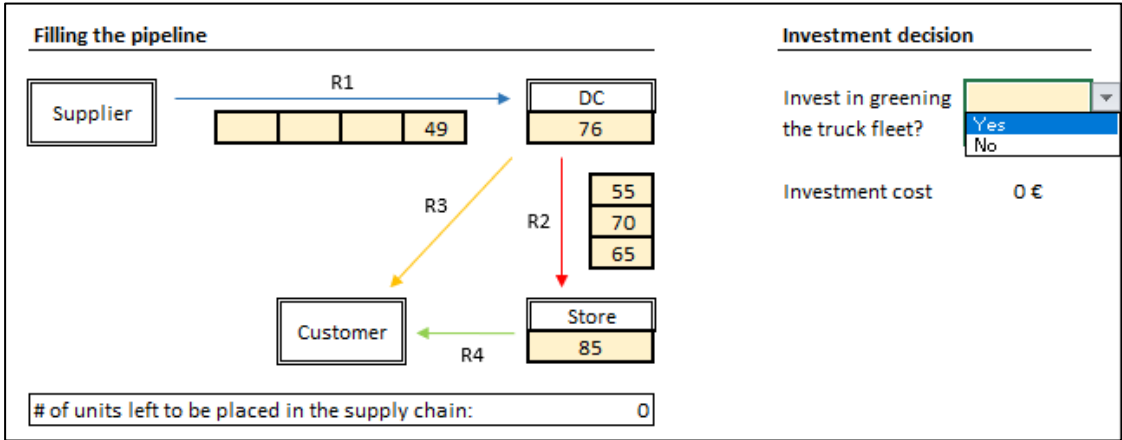 Filling the pipeline
Investment decision
Supplier
R1
49
DC
76
Invest in greening
the truck fleet?
Yes
No
Investment cost 0 €
R3
R2
55
70
65
Customer
R4
Store
85
# of units left to be placed in the supply chain: 0